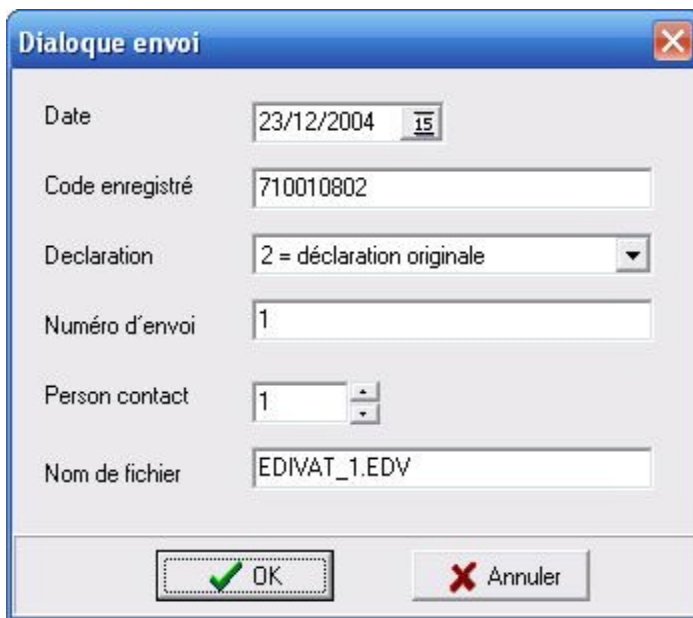 Dialoque envoi
Date 23/12/2004 15
Code enregistré 710010802
Declaration 2 = déclaration originale
Numéro d´envoi 1
Person contact 1
Nom de fichier EDIVAT_1.EDV
OK Annuler